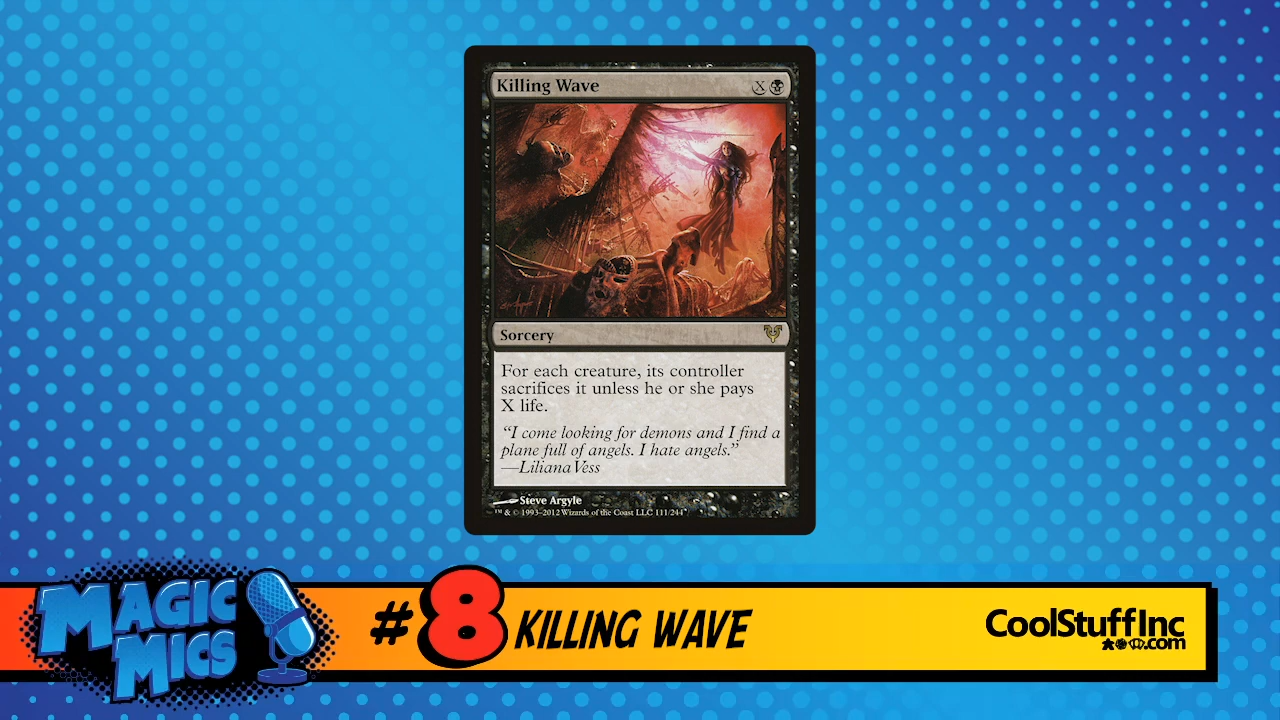 Killing Wave X
Sorcery
For each creature, its controller
sacrifices it unless he or she pays
X life.
“I come looking for demons and I find a
plane full of angels. I hate angels.”
—Liliana Vess
Steve Argyle
™ & © 1993–2012 Wizards of the Coast LLC 111/244
MAGIC
MICS
#8 KILLING WAVE
CoolStuffInc
.com